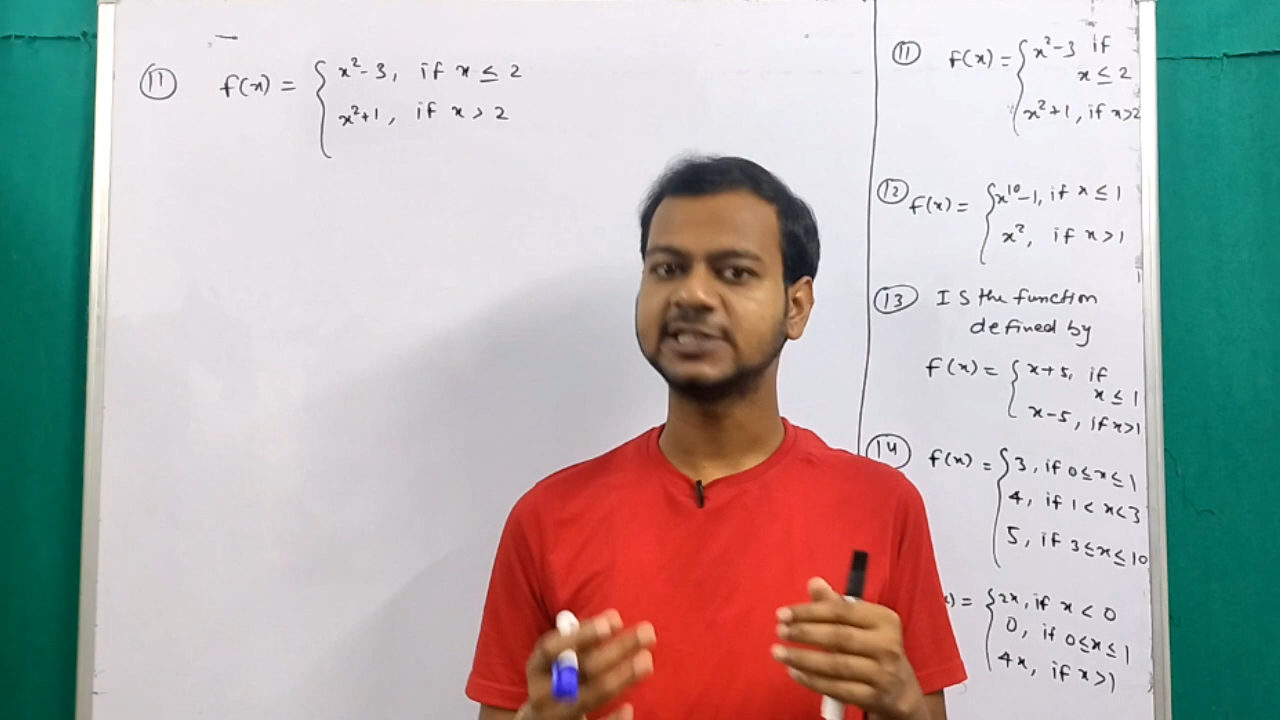 ⑪ f(x) = { x² - 3, if x ≤ 2
x² + 1, if x > 2
⑪ f(x) = { x² - 3 if
x ≤ 2
x² + 1, if x > 2
⑫ f(x) = { x¹⁰ - 1, if x ≤ 1
x², if x > 1
⑬ Is the function
defined by
f(x) = { x + 5, if
x ≤ 1
x - 5, if x > 1
⑭ f(x) = { 3, if 0 ≤ x ≤ 1
4, if 1 < x < 3
5, if 3 ≤ x ≤ 10
) = { 2x, if x < 0
0, if 0 ≤ x ≤ 1
4x, if x > 1